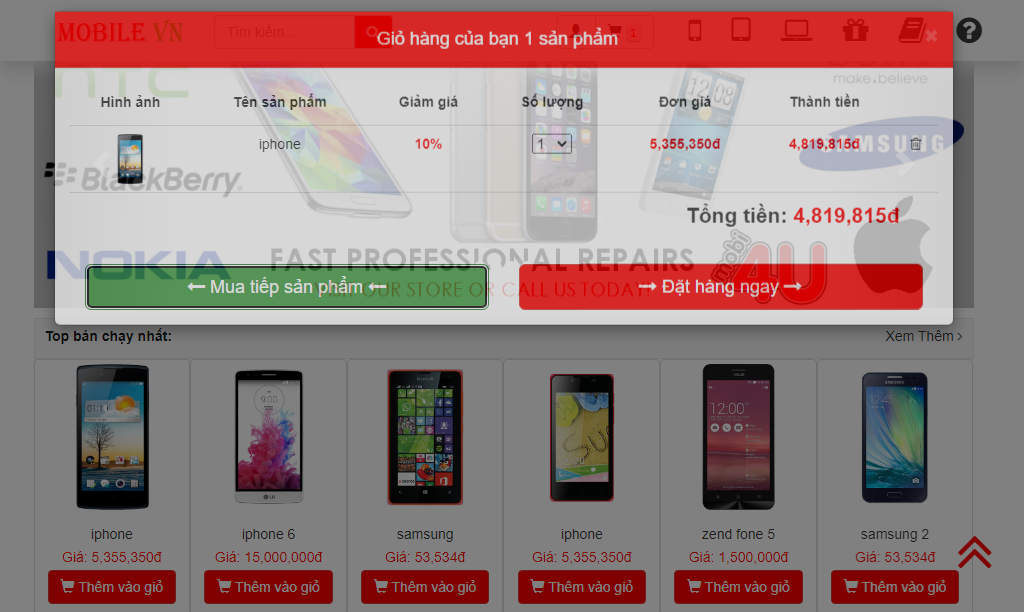 MOBILE VN
Tìm kiếm...
1
Giỏ hàng của bạn 1 sản phẩm
×
?
HTC
make.believe
Hình ảnh
Tên sản phẩm
Giảm giá
Số lượng
Đơn giá
Thành tiền
iphone
10%
1
5,355,350đ
4,819,815đ
SAMSUNG
BlackBerry
Tổng tiền: 4,819,815đ
NOKIA
FAST PROFESSIONAL REPAIRS
VISIT OUR STORE OR CALL US TODAY!
mobi
4U
← Mua tiếp sản phẩm ←
→ Đặt hàng ngay →
Top bán chạy nhất:
Xem Thêm ›
iphone
Giá: 5,355,350đ
Thêm vào giỏ
iphone 6
Giá: 15,000,000đ
Thêm vào giỏ
samsung
Giá: 53,534đ
Thêm vào giỏ
iphone
Giá: 5,355,350đ
Thêm vào giỏ
zend fone 5
Giá: 1,500,000đ
Thêm vào giỏ
samsung 2
Giá: 53,534đ
Thêm vào giỏ